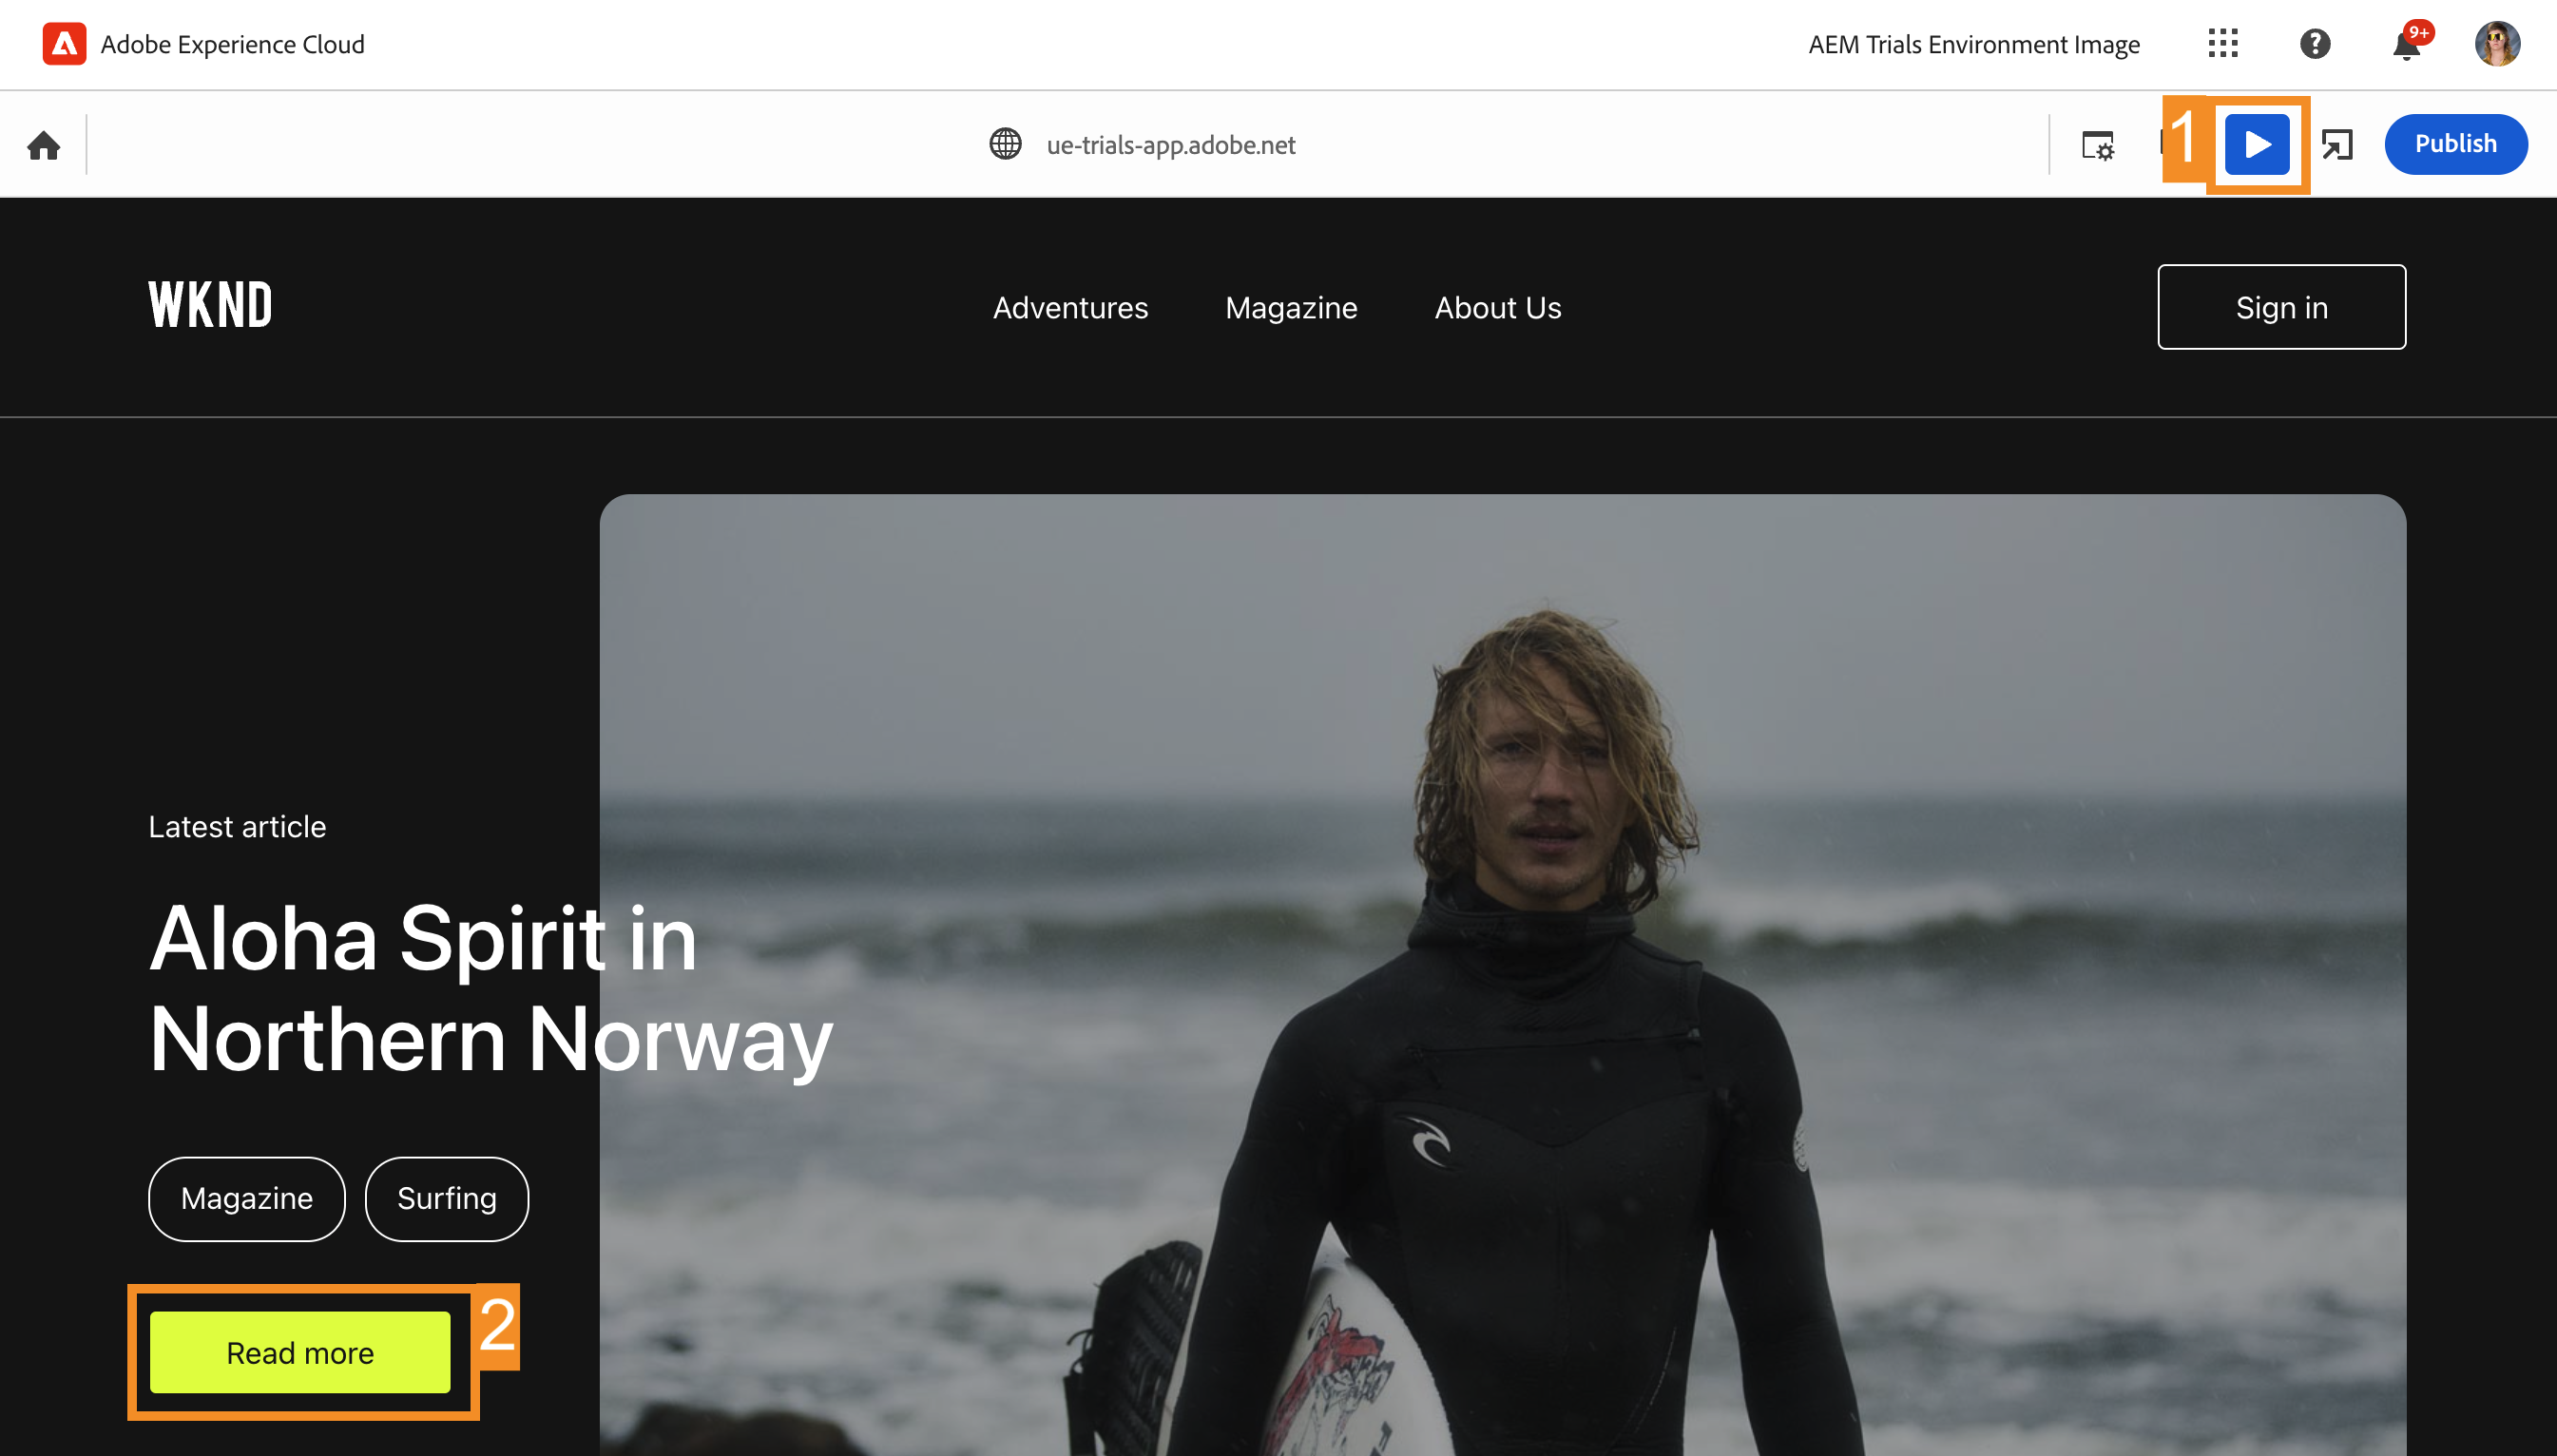 Adobe Experience Cloud
AEM Trials Environment Image
9+
ue-trials-app.adobe.net
1
Publish
WKND
Adventures
Magazine
About Us
Sign in
Latest article
Aloha Spirit in
Northern Norway
Magazine
Surfing
Read more
2